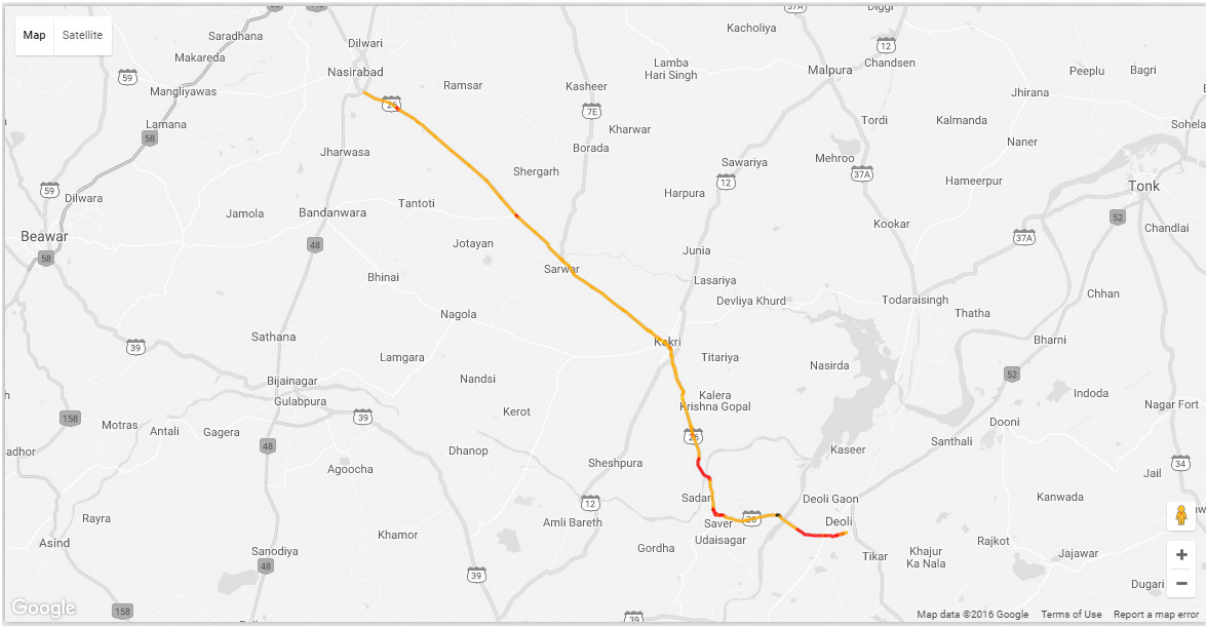 Map Satellite
Saradhana
Dilwari
Kacholiya
37A
Diggi
12
Makareda
Lamba
Hari Singh
Chandsen
59
Nasirabad
Malpura
Peeplu
Bagri
Mangliyawas
Ramsar
Kasheer
Jhirana
26
7E
Lamana
Kharwar
Tordi
Kalmanda
Sohela
58
Borada
Naner
Jharwasa
Mehroo
Sawariya
Shergarh
37A
Hameerpur
12
Tonk
59
Dilwara
Harpura
Tantoti
Jamola
Bandanwara
52
Kookar
Chandlai
Beawar
48
Jotayan
37A
Junia
58
Sarwar
Bhinai
Lasariya
Chhan
Devliya Khurd
Todaraisingh
Nagola
Thatha
Sathana
Kekri
Bharni
39
Lamgara
Titariya
Nasirda
52
Bijainagar
Nandsi
Gulabpura
Kalera
Krishna Gopal
Indoda
Nagar Fort
158
39
Kerot
Motras
Antali
Gagera
Dooni
26
48
Santhali
Dhanop
Kaseer
Sheshpura
34
Agoocha
Jail
Sadari
Deoli Gaon
Kanwada
12
Rayra
Amli Bareth
Saver
26
Deoli
Khamor
Udaisagar
Asind
Rajkot
Sanodiya
Gordha
Tikar
Khajur
Ka Nala
Jajawar
48
39
Dugari
158
39
Google
Map data ©2016 Google Terms of Use Report a map error